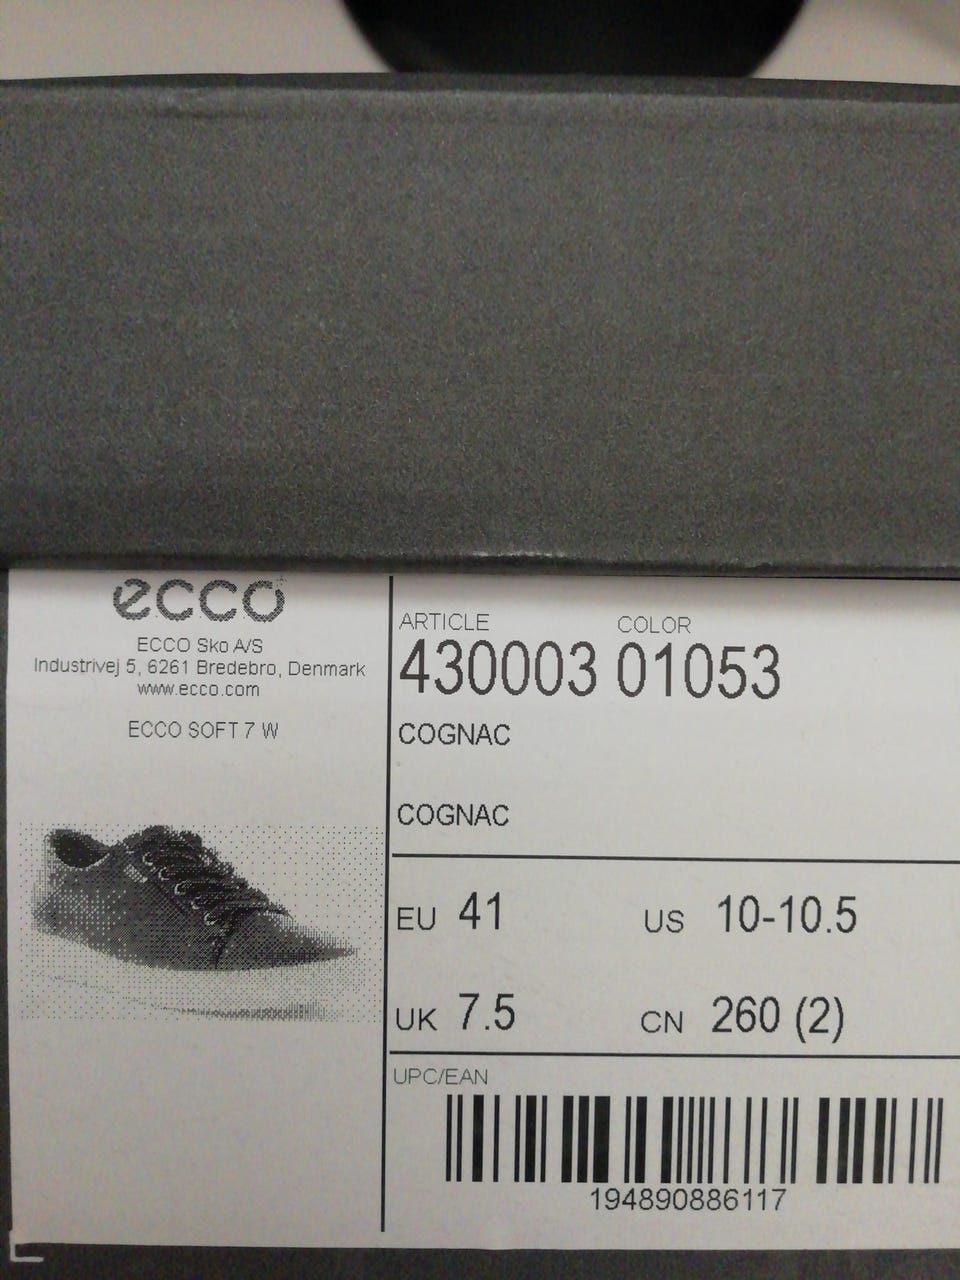 ecco
ECCO Sko A/S
Industrivej 5, 6261 Bredebro, Denmark
www.ecco.com
ECCO SOFT 7 W
ARTICLE COLOR
430003 01053
COGNAC
COGNAC
EU 41 US 10-10.5
UK 7.5 CN 260 (2)
UPC/EAN
194890886117